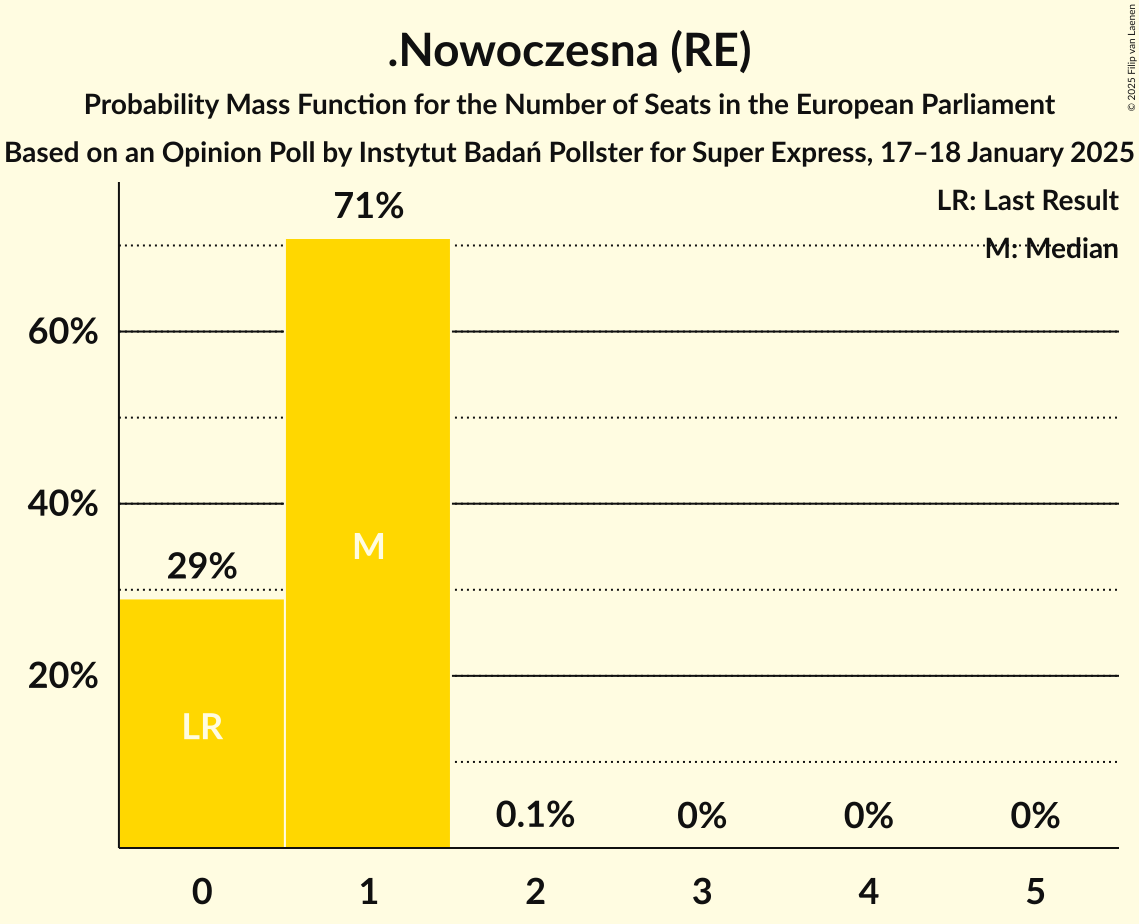 .Nowoczesna (RE)
Probability Mass Function for the Number of Seats in the European Parliament
Based on an Opinion Poll by Instytut Badań Pollster for Super Express, 17–18 January 2025
© 2025 Filip van Laenen
LR: Last Result
M: Median
71%
60%
40%
29%
20%
M
LR
0.1%
0%
0%
0%
0
1
2
3
4
5